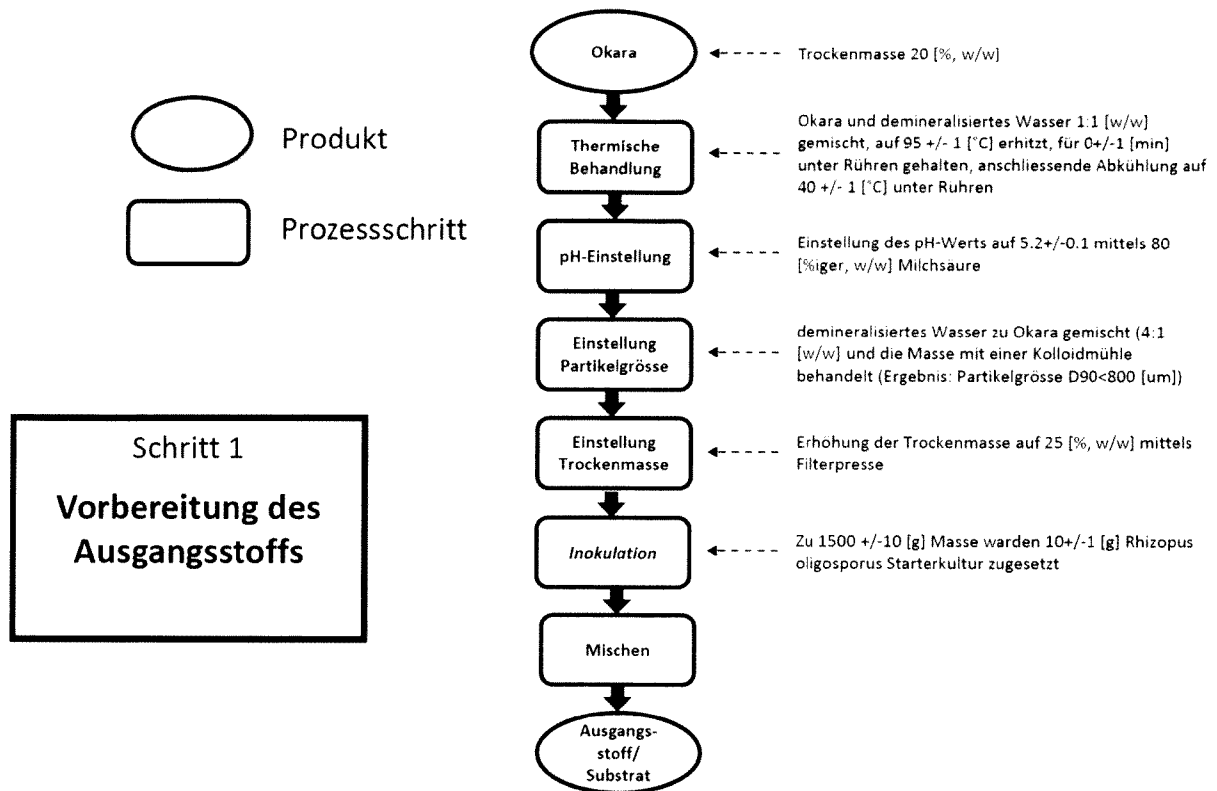 Okara
Trockenmasse 20 [%, w/w]
Produkt
Thermische
Behandlung
Okara und demineralisiertes Wasser 1:1 [w/w]
gemischt, auf 95 +/- 1 [°C] erhitzt, für 0+/-1 [min]
unter Rühren gehalten, anschliessende Abkühlung auf
40 +/- 1 [°C] unter Ruhren
Prozessschritt
pH-Einstellung
Einstellung des pH-Werts auf 5.2+/-0.1 mittels 80
[%iger, w/w] Milchsäure
Einstellung
Partikelgrösse
demineralisiertes Wasser zu Okara gemischt (4:1
[w/w] und die Masse mit einer Kolloidmühle
behandelt (Ergebnis: Partikelgrösse D90<800 [um])
Schritt 1
Vorbereitung des
Ausgangsstoffs
Einstellung
Trockenmasse
Erhöhung der Trockenmasse auf 25 [%, w/w] mittels
Filterpresse
Inokulation
Zu 1500 +/-10 [g] Masse warden 10+/-1 [g] Rhizopus
oligosporus Starterkultur zugesetzt
Mischen
Ausgangs-
stoff/
Substrat